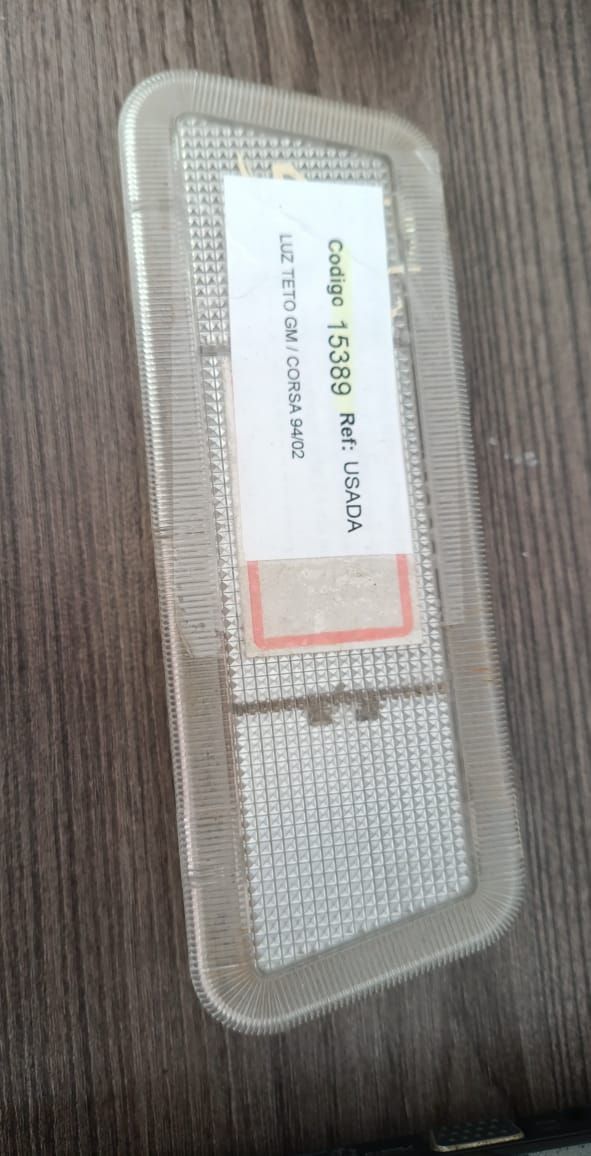 Codigo 15389 Ref: USADA
LUZ TETO GM / CORSA 94/02